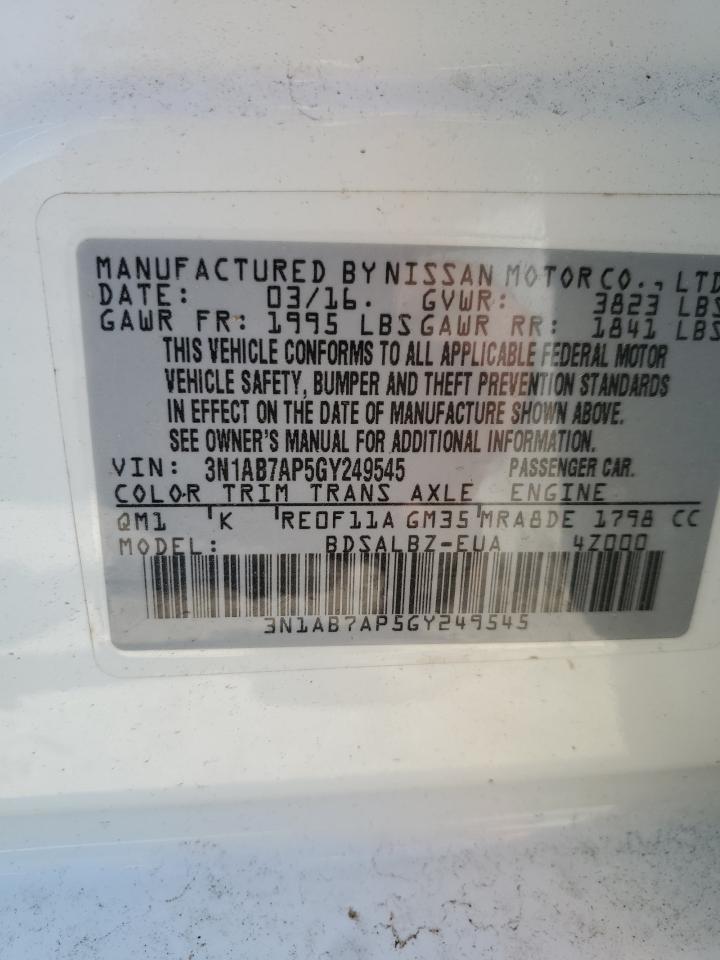 MANUFACTURED BY NISSAN MOTOR CO., LTD
DATE: 03/16. GVWR: 3823 LBS
GAWR FR: 1995 LBS GAWR RR: 1841 LBS
THIS VEHICLE CONFORMS TO ALL APPLICABLE FEDERAL MOTOR
VEHICLE SAFETY, BUMPER AND THEFT PREVENTION STANDARDS
IN EFFECT ON THE DATE OF MANUFACTURE SHOWN ABOVE.
SEE OWNER'S MANUAL FOR ADDITIONAL INFORMATION.
VIN: 3N1AB7AP5GY249545 PASSENGER CAR.
COLOR TRIM TRANS AXLE ENGINE
QM1 K RE0F11A GM35 MRA8DE 1798 CC
MODEL: BDSALBZ-EUA 4Z000
3N1AB7AP5GY249545